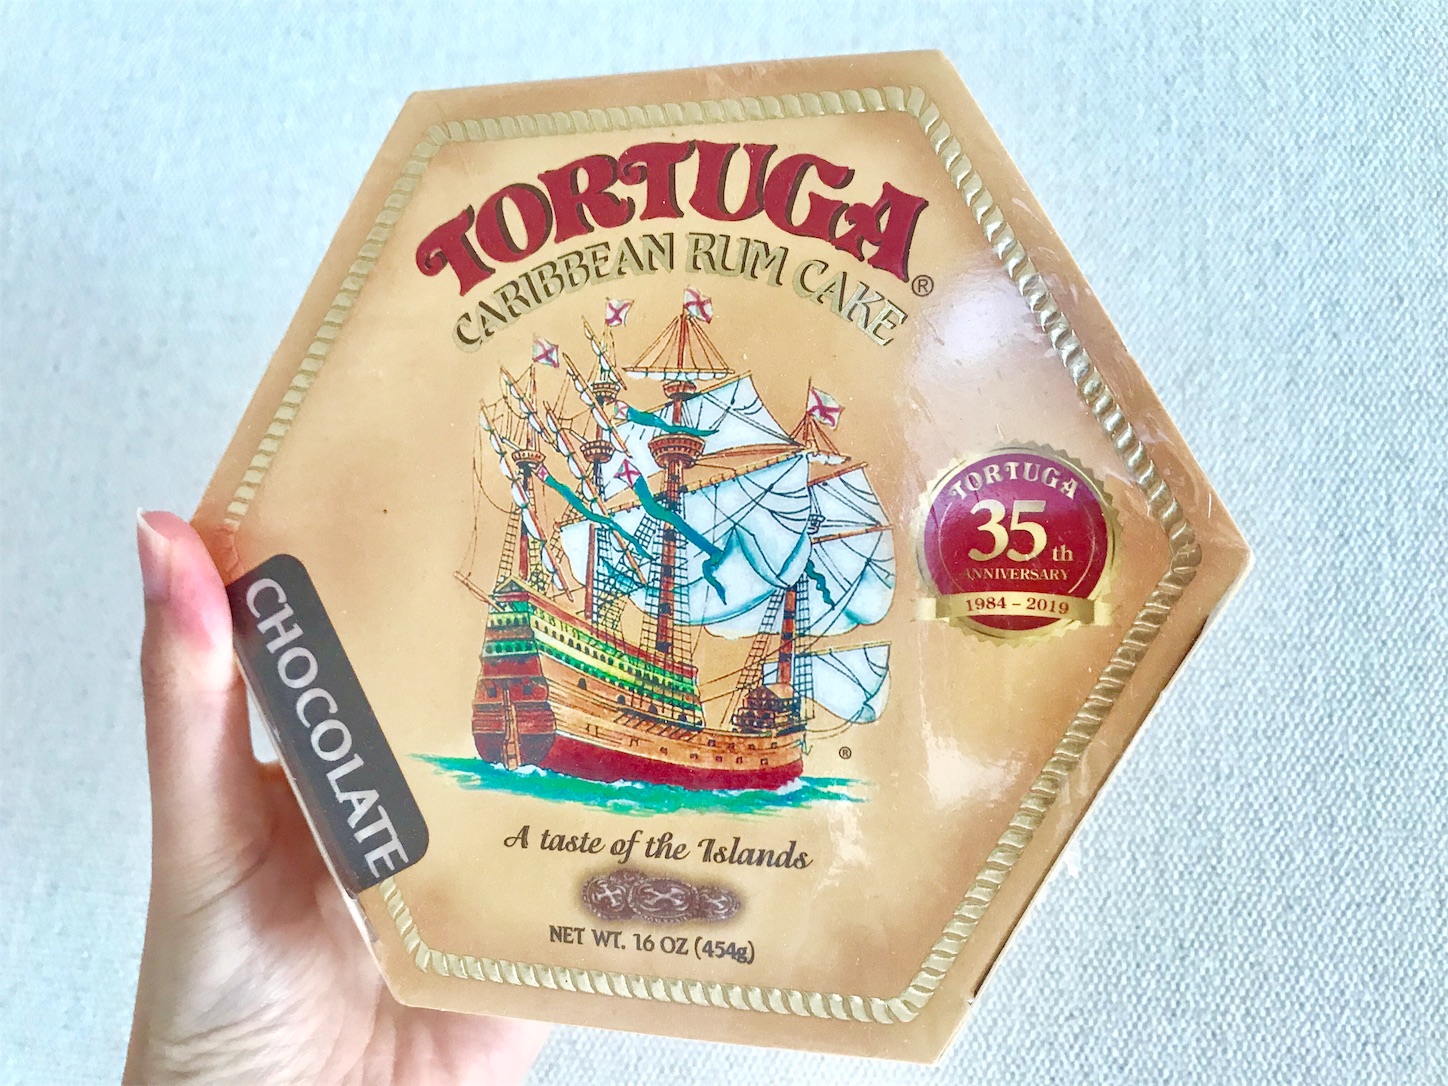 TORTUGA®
CARIBBEAN RUM CAKE
TORTUGA
35th
ANNIVERSARY
1984 - 2019
CHOCOLATE
®
A taste of the Islands
NET WT. 16 OZ (454g)